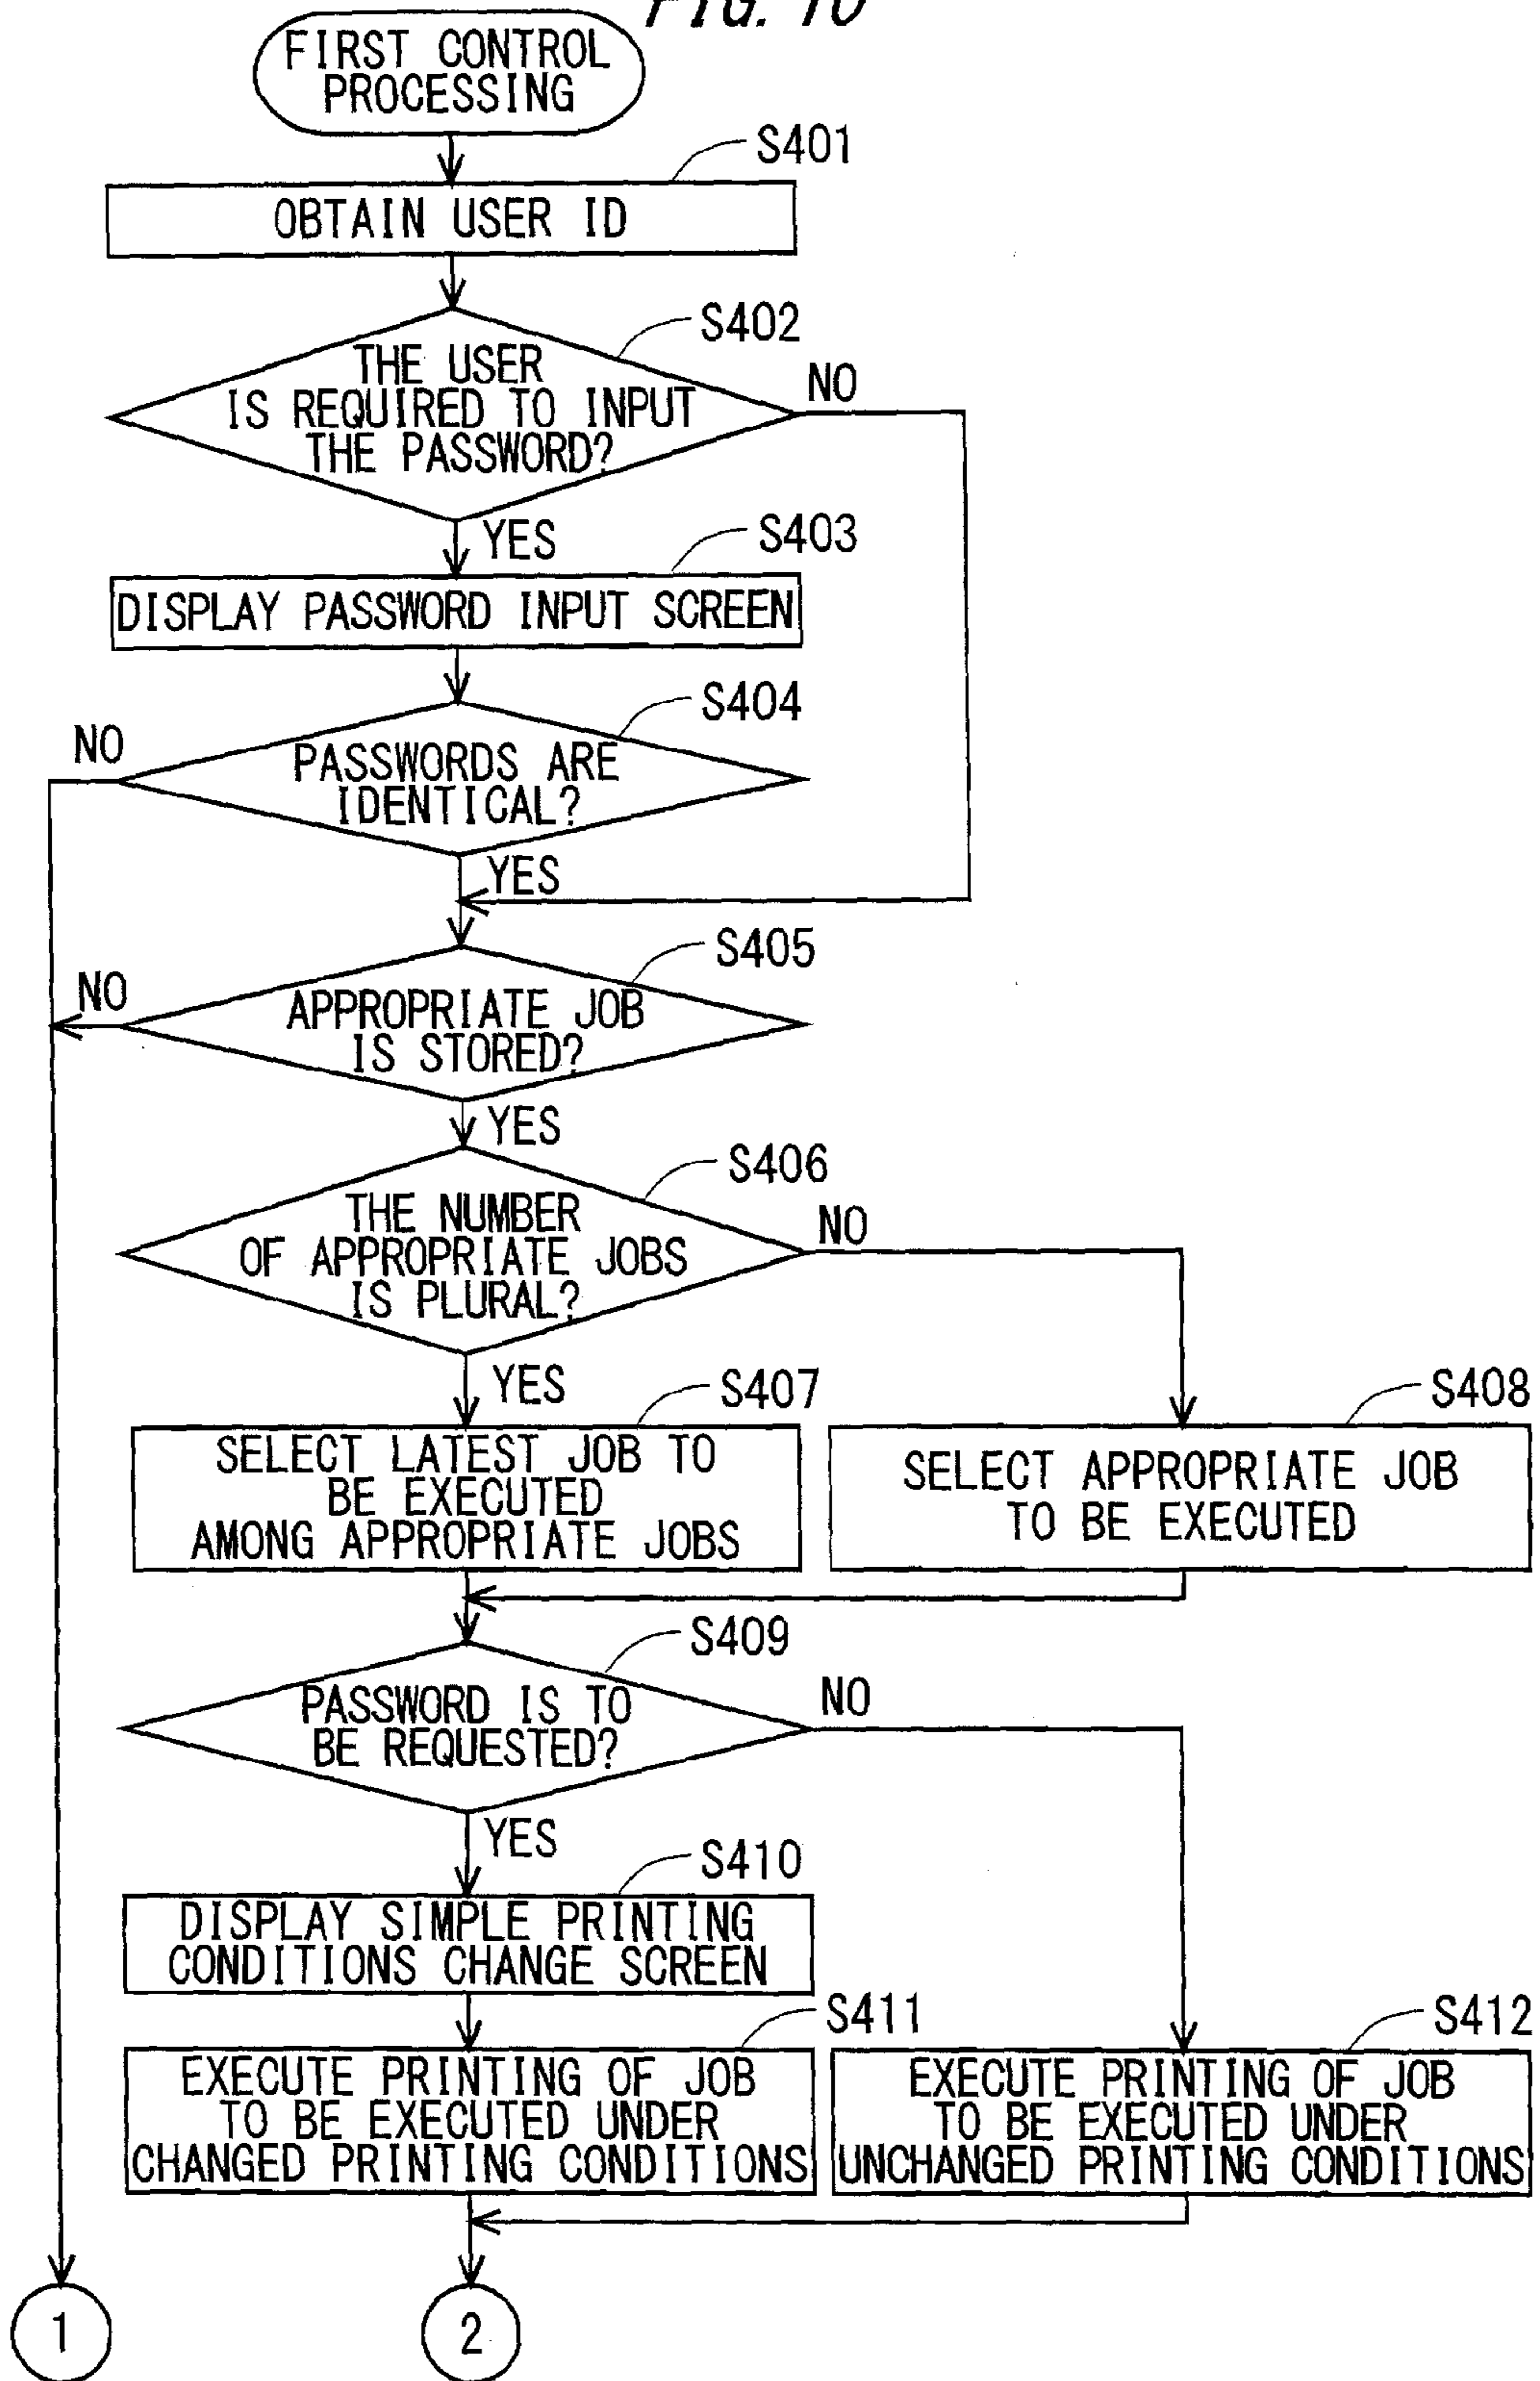 FIG. 10
FIRST CONTROL
PROCESSING
S401
OBTAIN USER ID
S402
THE USER
IS REQUIRED TO INPUT
THE PASSWORD?
NO
YES
S403
DISPLAY PASSWORD INPUT SCREEN
S404
NO
PASSWORDS ARE
IDENTICAL?
YES
S405
NO
APPROPRIATE JOB
IS STORED?
YES
S406
THE NUMBER
OF APPROPRIATE JOBS
IS PLURAL?
NO
YES
S407
SELECT LATEST JOB TO
BE EXECUTED
AMONG APPROPRIATE JOBS
S408
SELECT APPROPRIATE JOB
TO BE EXECUTED
S409
PASSWORD IS TO
BE REQUESTED?
NO
YES
S410
DISPLAY SIMPLE PRINTING
CONDITIONS CHANGE SCREEN
S411
EXECUTE PRINTING OF JOB
TO BE EXECUTED UNDER
CHANGED PRINTING CONDITIONS
S412
EXECUTE PRINTING OF JOB
TO BE EXECUTED UNDER
UNCHANGED PRINTING CONDITIONS
1
2